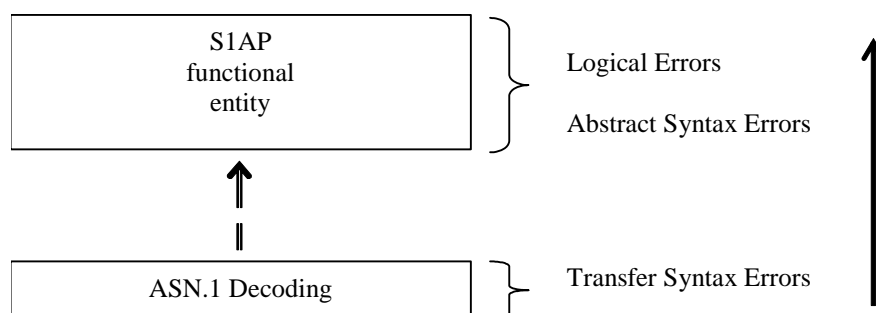 S1AP
functional
entity
Logical Errors
Abstract Syntax Errors
ASN.1 Decoding
Transfer Syntax Errors